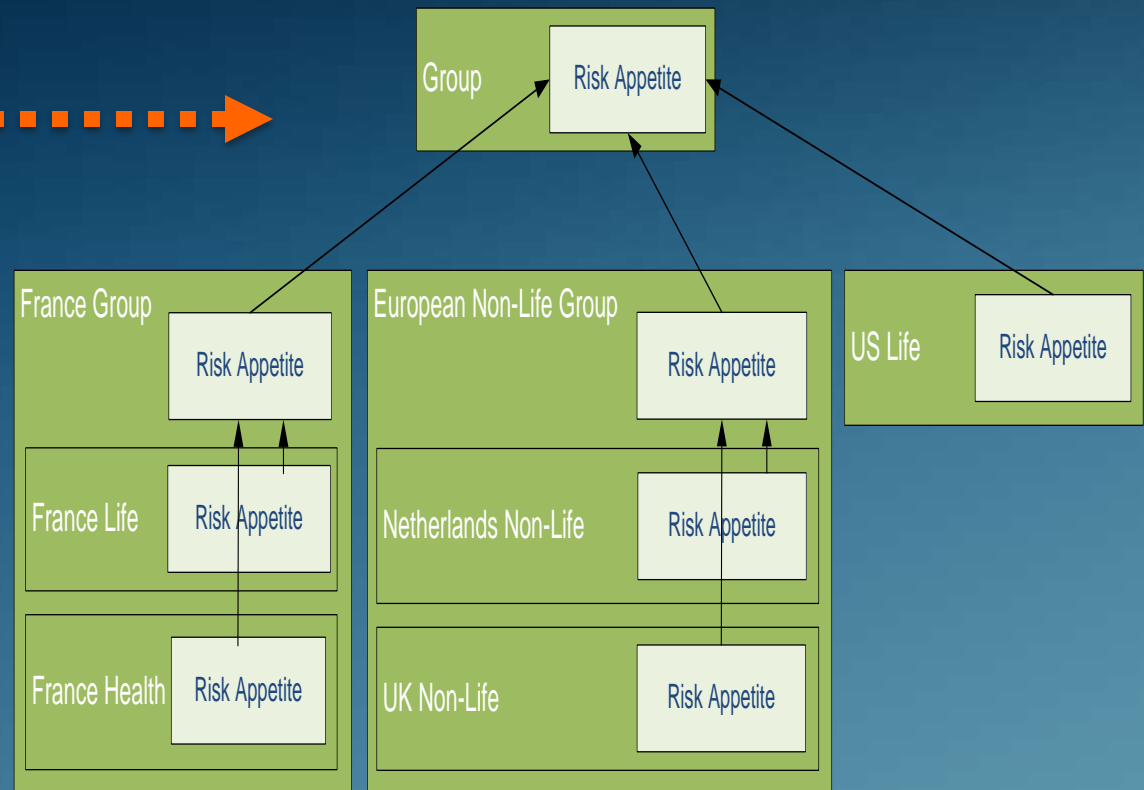 Group
Risk Appetite
France Group
Risk Appetite
France Life
Risk Appetite
France Health
Risk Appetite
European Non-Life Group
Risk Appetite
Netherlands Non-Life
Risk Appetite
UK Non-Life
Risk Appetite
US Life
Risk Appetite